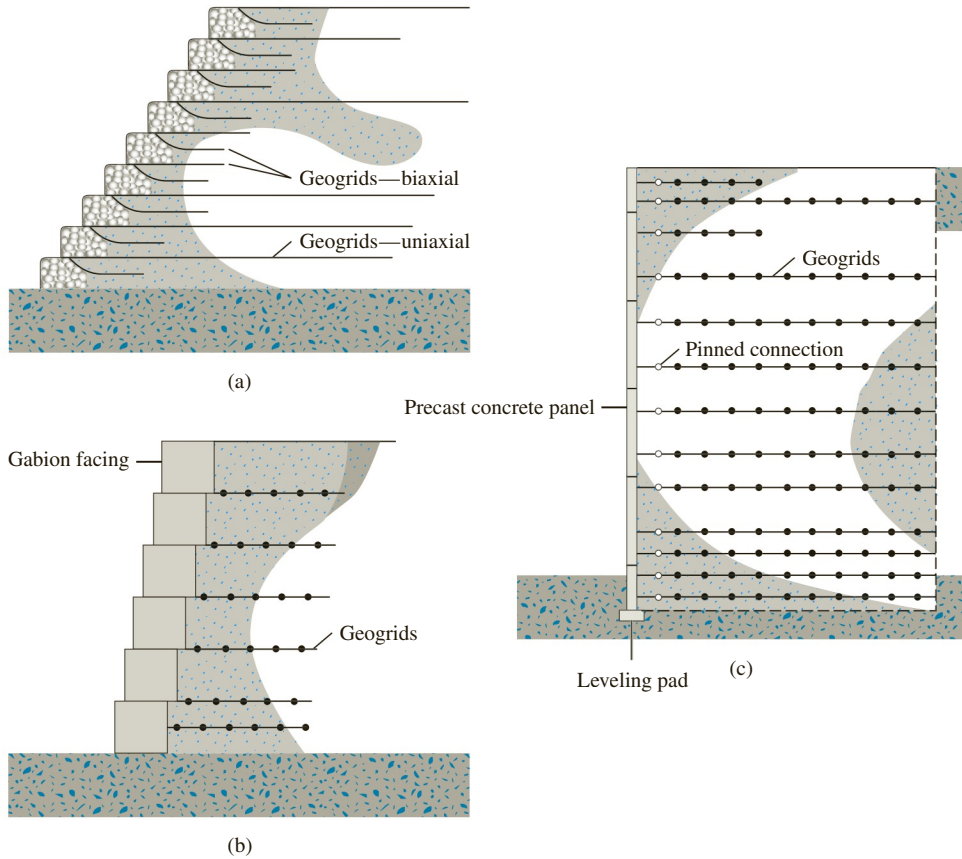 Geogrids—biaxial
Geogrids—uniaxial
(a)
Gabion facing
Geogrids
(b)
Geogrids
Pinned connection
Precast concrete panel
Leveling pad
(c)